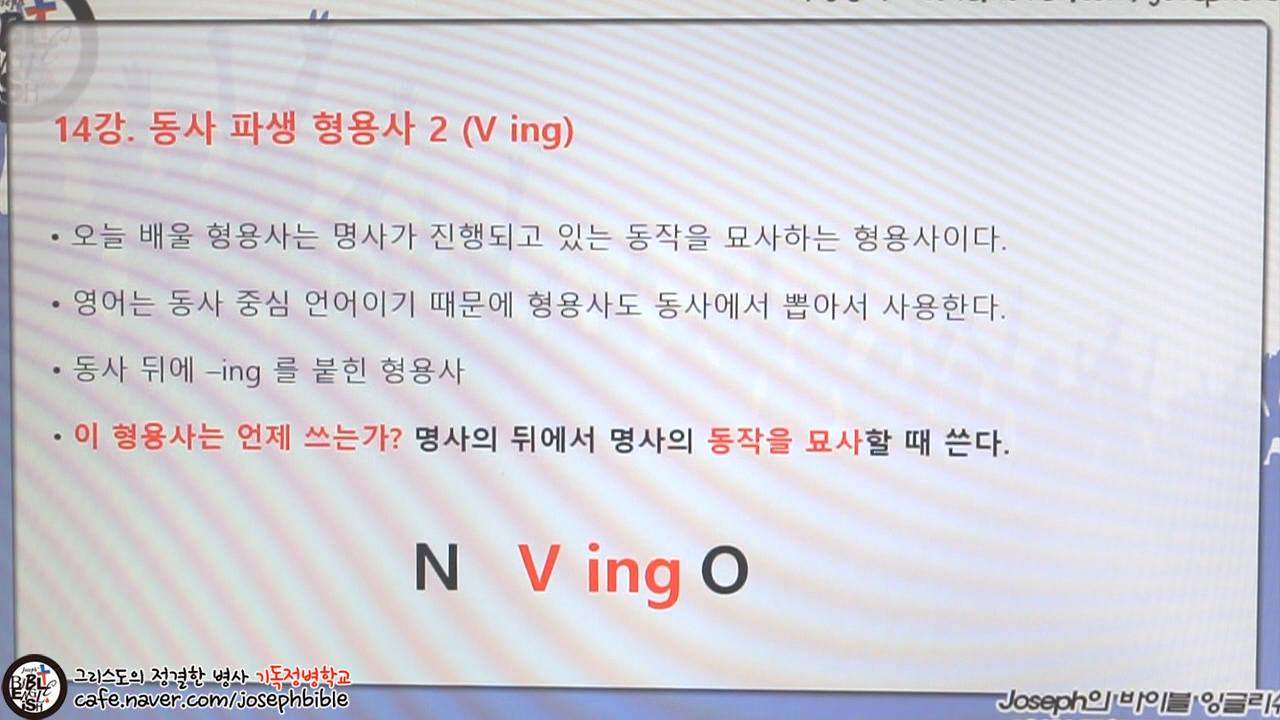 14강. 동사 파생 형용사 2 (V ing)
• 오늘 배울 형용사는 명사가 진행되고 있는 동작을 묘사하는 형용사이다.
• 영어는 동사 중심 언어이기 때문에 형용사도 동사에서 뽑아서 사용한다.
• 동사 뒤에 –ing 를 붙힌 형용사
• 이 형용사는 언제 쓰는가? 명사의 뒤에서 명사의 동작을 묘사할 때 쓴다.
N V ing O
그리스도의 정결한 병사 기독정병학교
cafe.naver.com/josephbible
Joseph의 바이블 잉글리쉬